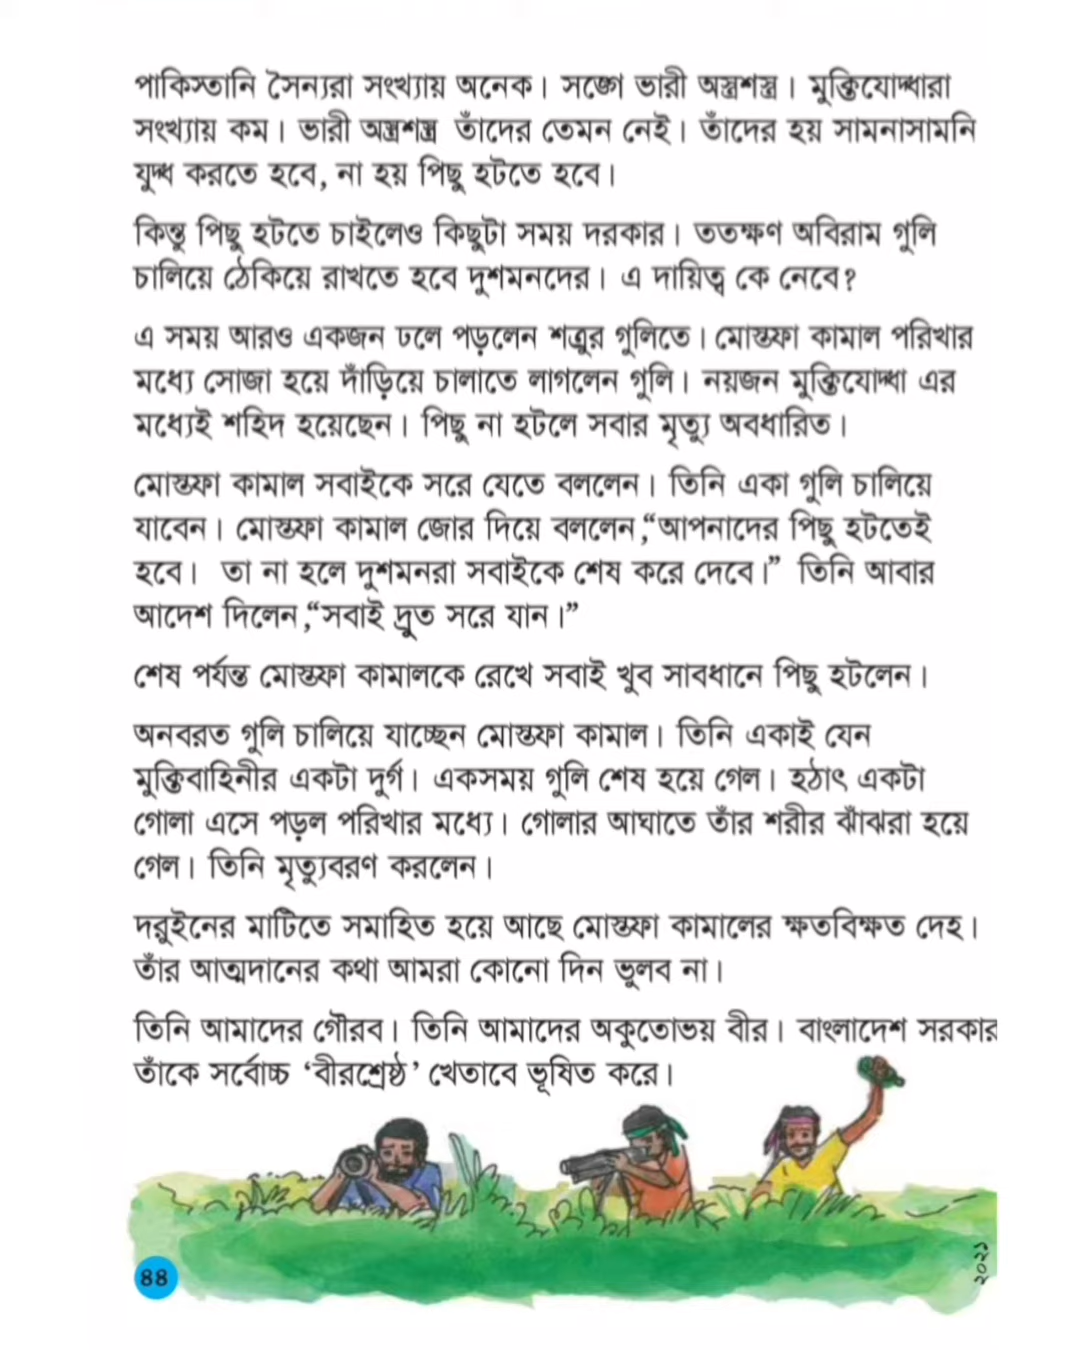 পাকিস্তানি সৈন্যরা সংখ্যায় অনেক। সঙ্গে ভারী অস্ত্রশস্ত্র। মুক্তিযোদ্ধারা
সংখ্যায় কম। ভারী অস্ত্রশস্ত্র তাঁদের তেমন নেই। তাঁদের হয় সামনাসামনি
যুদ্ধ করতে হবে, না হয় পিছু হটতে হবে।
কিন্তু পিছু হটতে চাইলেও কিছুটা সময় দরকার। ততক্ষণ অবিরাম গুলি
চালিয়ে ঠেকিয়ে রাখতে হবে দুশমনদের। এ দায়িত্ব কে নেবে?
এ সময় আরও একজন ঢলে পড়লেন শত্রুর গুলিতে। মোস্তফা কামাল পরিখার
মধ্যে সোজা হয়ে দাঁড়িয়ে চালাতে লাগলেন গুলি। নয়জন মুক্তিযোদ্ধা এর
মধ্যেই শহিদ হয়েছেন। পিছু না হটলে সবার মৃত্যু অবধারিত।
মোস্তফা কামাল সবাইকে সরে যেতে বললেন। তিনি একা গুলি চালিয়ে
যাবেন। মোস্তফা কামাল জোর দিয়ে বললেন,“আপনাদের পিছু হটতেই
হবে। তা না হলে দুশমনরা সবাইকে শেষ করে দেবে।” তিনি আবার
আদেশ দিলেন,“সবাই দ্রুত সরে যান।”
শেষ পর্যন্ত মোস্তফা কামালকে রেখে সবাই খুব সাবধানে পিছু হটলেন।
অনবরত গুলি চালিয়ে যাচ্ছেন মোস্তফা কামাল। তিনি একাই যেন
মুক্তিবাহিনীর একটা দুর্গ। একসময় গুলি শেষ হয়ে গেল। হঠাৎ একটা
গোলা এসে পড়ল পরিখার মধ্যে। গোলার আঘাতে তাঁর শরীর ঝাঁঝরা হয়ে
গেল। তিনি মৃত্যুবরণ করলেন।
দরুইনের মাটিতে সমাহিত হয়ে আছে মোস্তফা কামালের ক্ষতবিক্ষত দেহ।
তাঁর আত্মদানের কথা আমরা কোনো দিন ভুলব না।
তিনি আমাদের গৌরব। তিনি আমাদের অকুতোভয় বীর। বাংলাদেশ সরকার
তাঁকে সর্বোচ্চ ‘বীরশ্রেষ্ঠ’ খেতাবে ভূষিত করে।
৪৪
২০২১